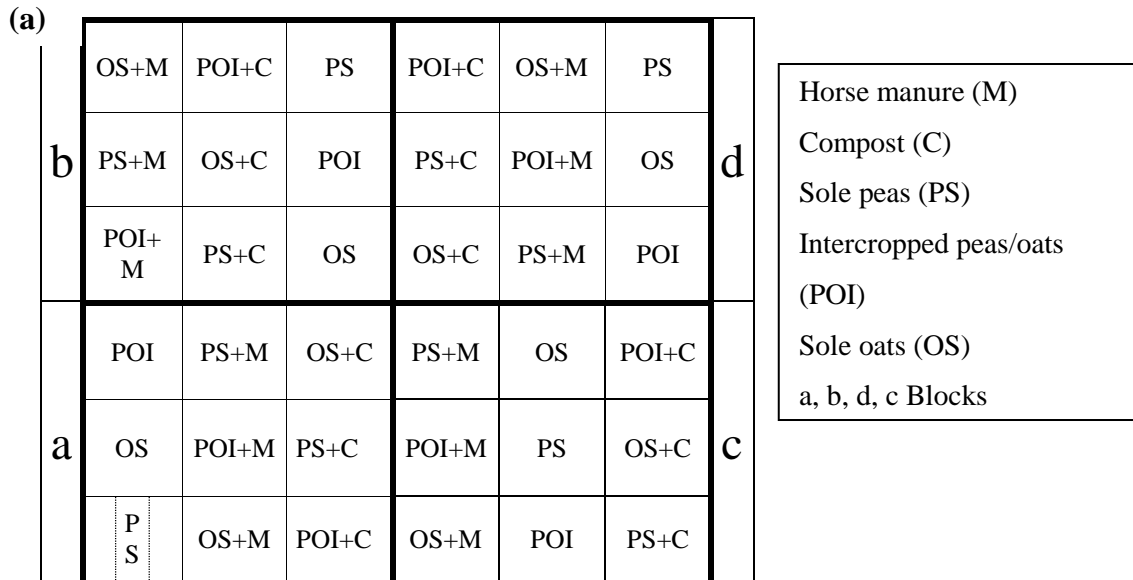 (a)
OS+M POI+C PS POI+C OS+M PS
b PS+M OS+C POI PS+C POI+M OS d
POI+
M PS+C OS OS+C PS+M POI
POI PS+M OS+C PS+M OS POI+C
a OS POI+M PS+C POI+M PS OS+C c
P
S OS+M POI+C OS+M POI PS+C
Horse manure (M)
Compost (C)
Sole peas (PS)
Intercropped peas/oats
(POI)
Sole oats (OS)
a, b, d, c Blocks